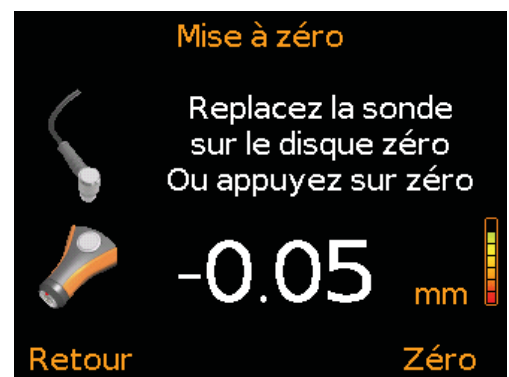 Mise à zéro
Replacez la sonde
sur le disque zéro
Ou appuyez sur zéro
-0.05 mm
Retour Zéro